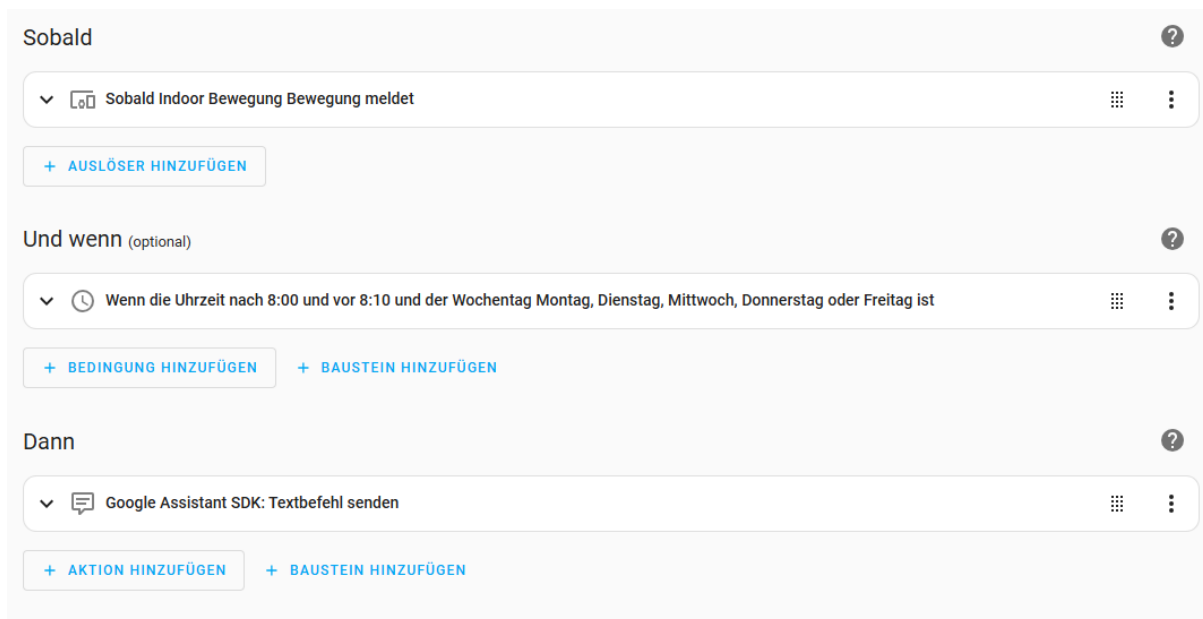 Sobald
Sobald Indoor Bewegung Bewegung meldet
+ AUSLÖSER HINZUFÜGEN
Und wenn (optional)
Wenn die Uhrzeit nach 8:00 und vor 8:10 und der Wochentag Montag, Dienstag, Mittwoch, Donnerstag oder Freitag ist
+ BEDINGUNG HINZUFÜGEN + BAUSTEIN HINZUFÜGEN
Dann
Google Assistant SDK: Textbefehl senden
+ AKTION HINZUFÜGEN + BAUSTEIN HINZUFÜGEN